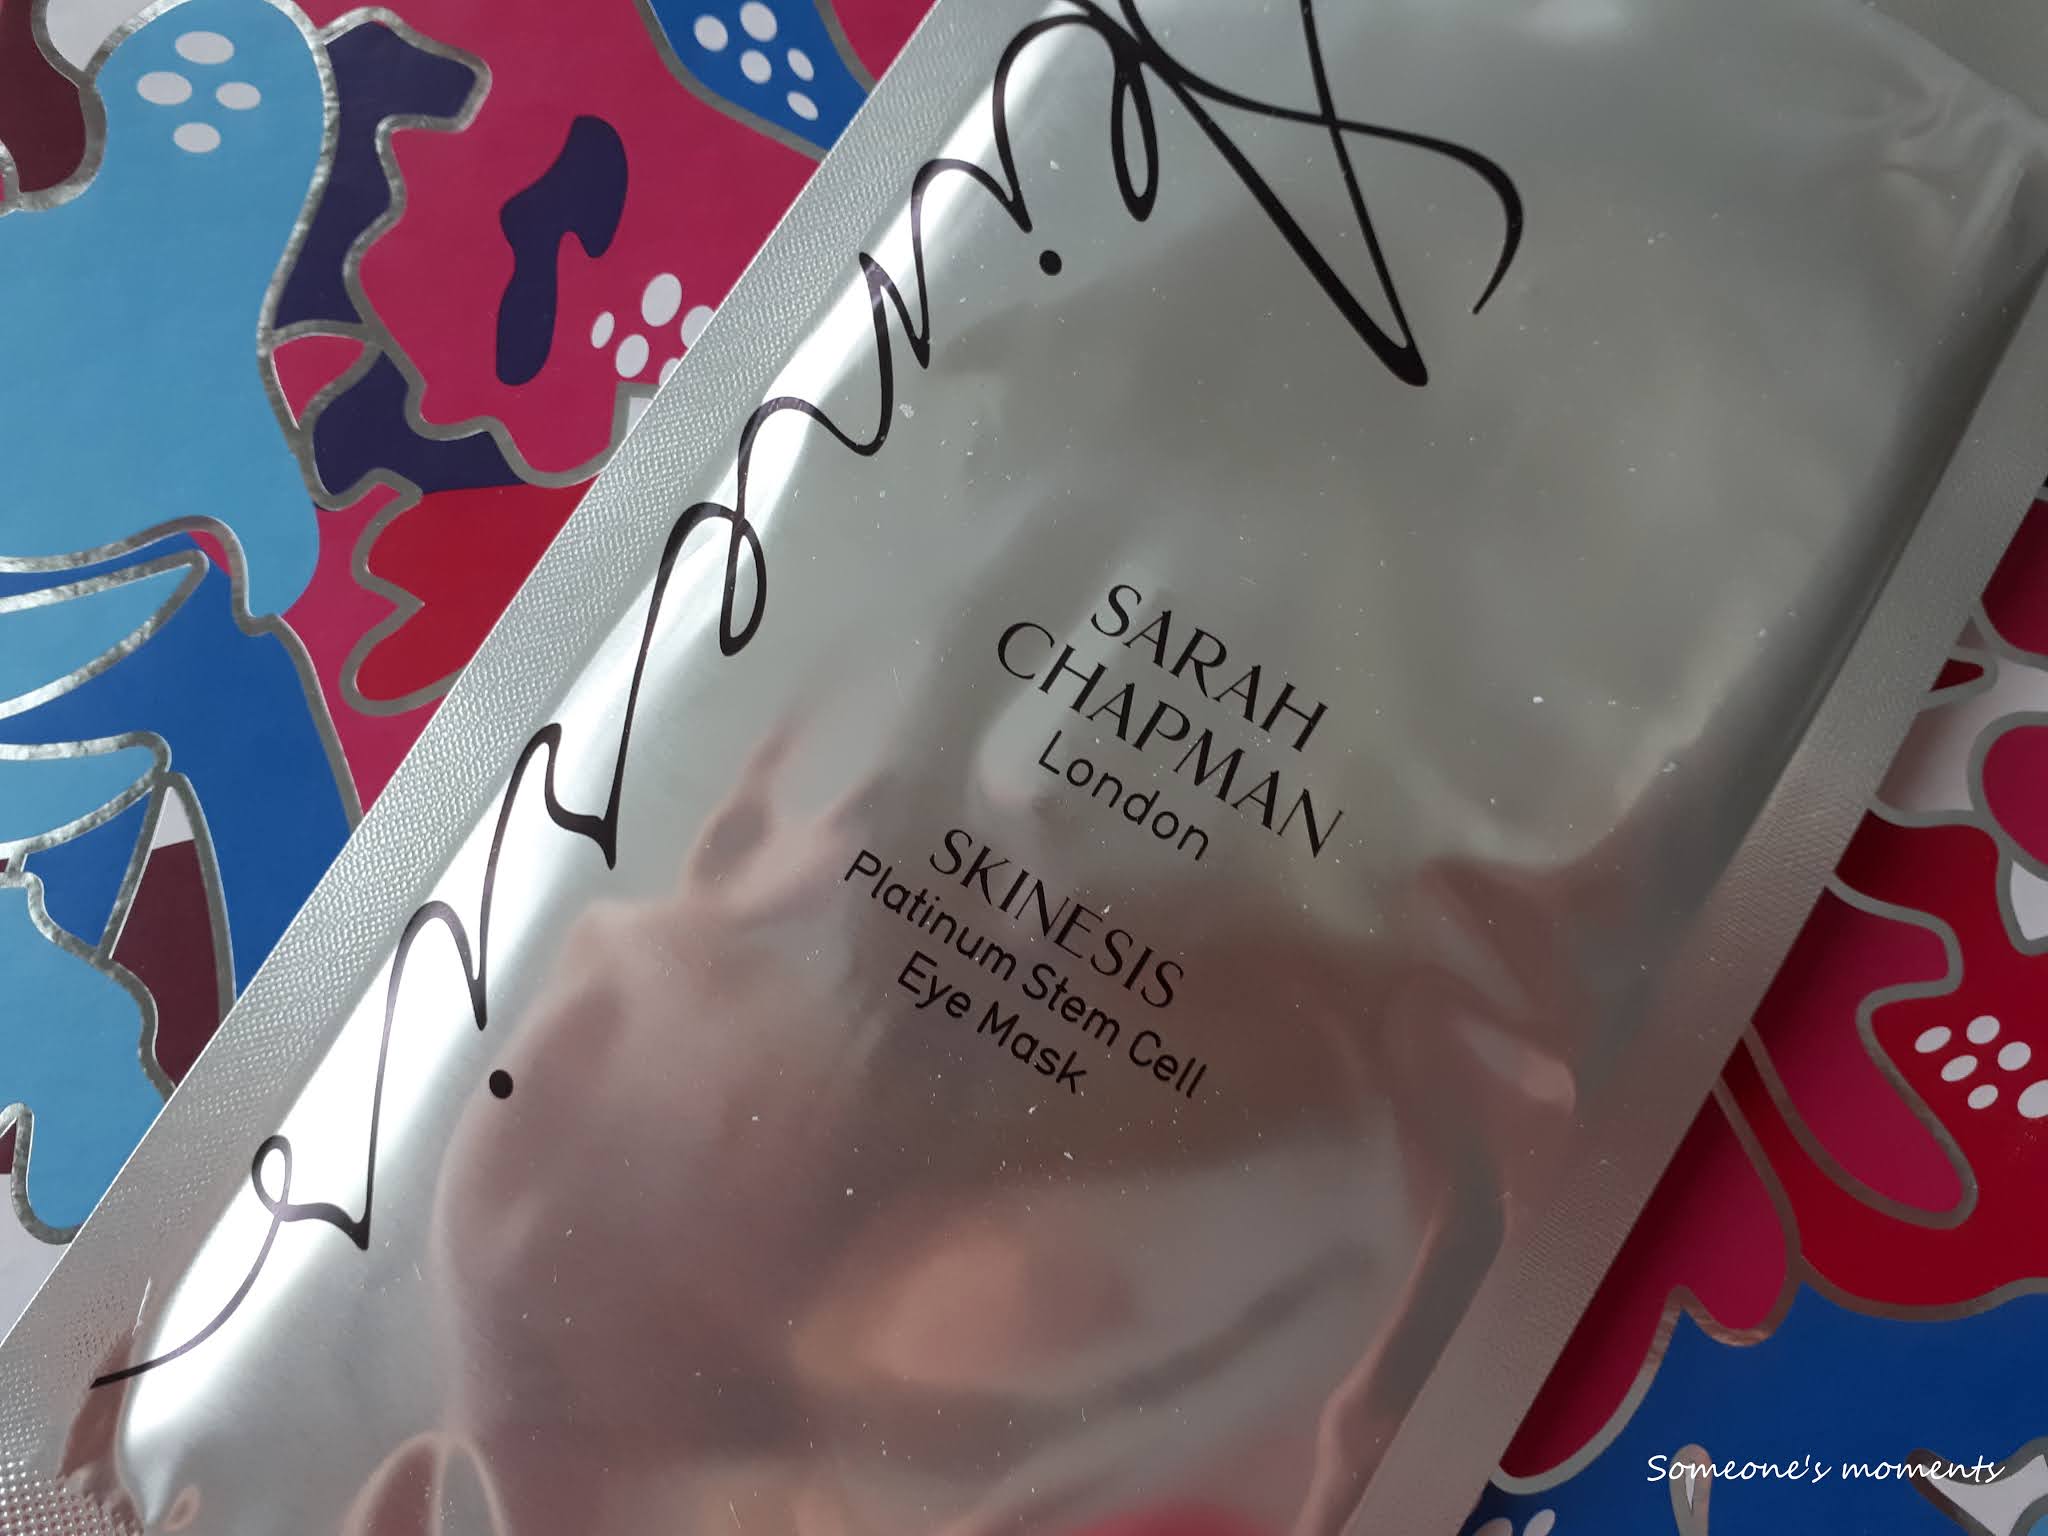 SARAH
CHAPMAN
London
SKINESIS
Platinum Stem Cell
Eye Mask
Someone's moments